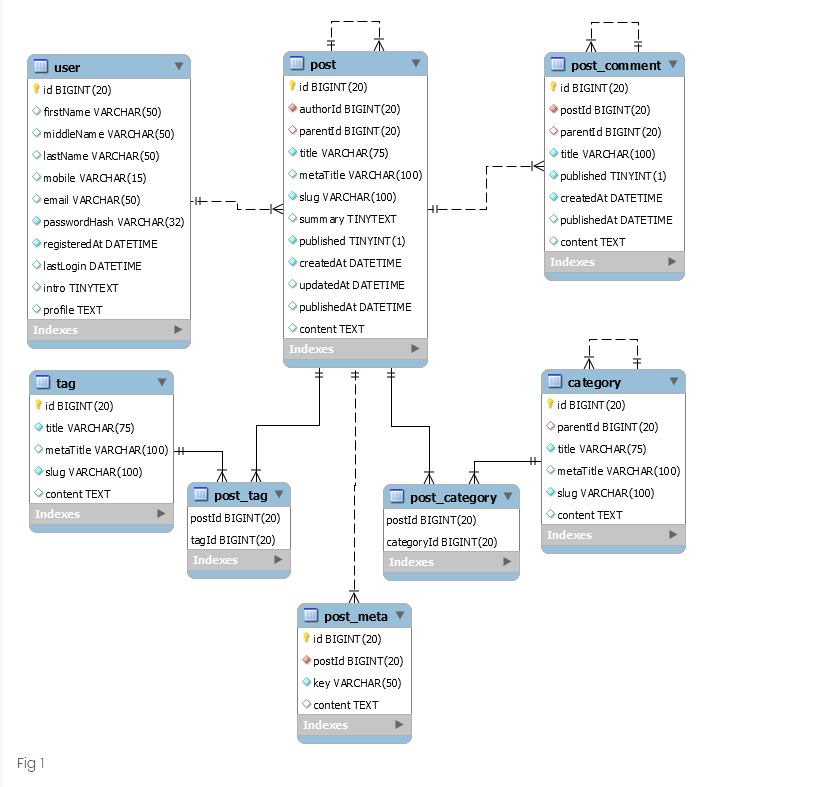 user
id BIGINT(20)
firstName VARCHAR(50)
middleName VARCHAR(50)
lastName VARCHAR(50)
mobile VARCHAR(15)
email VARCHAR(50)
passwordHash VARCHAR(32)
registeredAt DATETIME
lastLogin DATETIME
intro TINYTEXT
profile TEXT
Indexes
post
id BIGINT(20)
authorId BIGINT(20)
parentId BIGINT(20)
title VARCHAR(75)
metaTitle VARCHAR(100)
slug VARCHAR(100)
summary TINYTEXT
published TINYINT(1)
createdAt DATETIME
updatedAt DATETIME
publishedAt DATETIME
content TEXT
Indexes
post_comment
id BIGINT(20)
postId BIGINT(20)
parentId BIGINT(20)
title VARCHAR(100)
published TINYINT(1)
createdAt DATETIME
publishedAt DATETIME
content TEXT
Indexes
tag
id BIGINT(20)
title VARCHAR(75)
metaTitle VARCHAR(100)
slug VARCHAR(100)
content TEXT
Indexes
post_tag
postId BIGINT(20)
tagId BIGINT(20)
Indexes
post_category
postId BIGINT(20)
categoryId BIGINT(20)
Indexes
category
id BIGINT(20)
parentId BIGINT(20)
title VARCHAR(75)
metaTitle VARCHAR(100)
slug VARCHAR(100)
content TEXT
Indexes
post_meta
id BIGINT(20)
postId BIGINT(20)
key VARCHAR(50)
content TEXT
Indexes
Fig 1